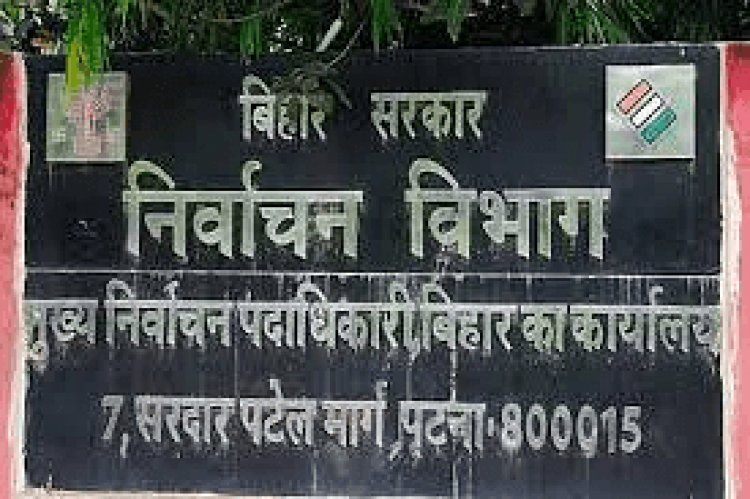 बिहार सरकार
निर्वाचन विभाग
मुख्य निर्वाचन पदाधिकारी,बिहार का कार्यालय
7, सरदार पटेल मार्ग, पटना-800015